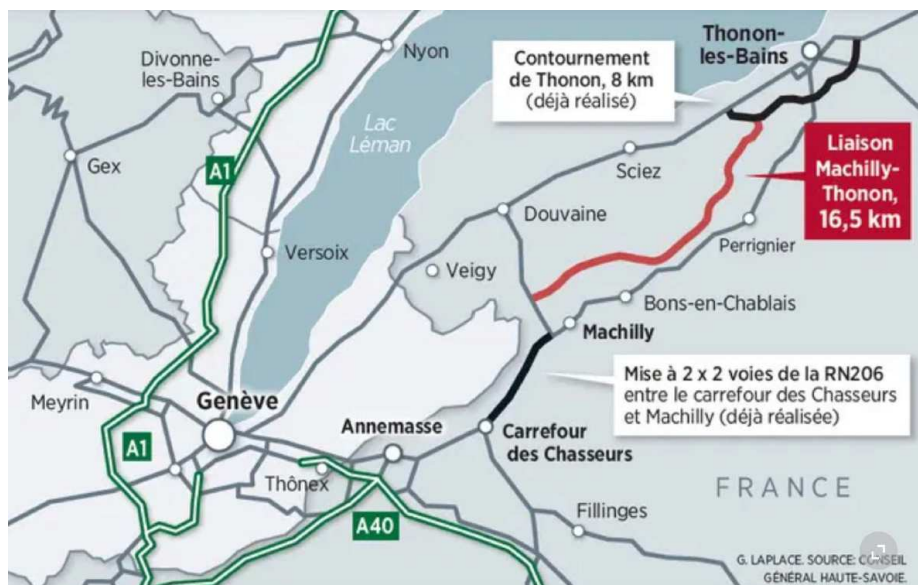 Nyon
Thonon-
les-Bains
Divonne-
les-Bains
Contournement
de Thonon, 8 km
(déjà réalisé)
Lac
Léman
Gex
A1
Sciez
Liaison
Machilly-
Thonon,
16,5 km
Douvaine
Versoix
Perrignier
Veigy
Bons-en-Chablais
Machilly
Meyrin
Genève
Mise à 2 x 2 voies de la RN206
entre le carrefour des Chasseurs
et Machilly (déjà réalisée)
Annemasse
A1
Carrefour
des Chasseurs
Thônex
FRANCE
A40
Fillinges
G. LAPLACE. SOURCE: CONSEIL
GÉNÉRAL HAUTE-SAVOIE